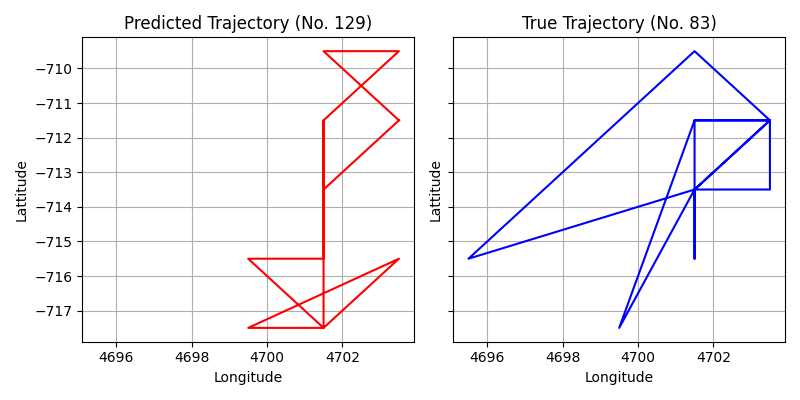 Predicted Trajectory (No. 129)
True Trajectory (No. 83)
Lattitude
−710
−711
−712
−713
−714
−715
−716
−717
4696
4698
4700
4702
Longitude
Lattitude
4696
4698
4700
4702
Longitude